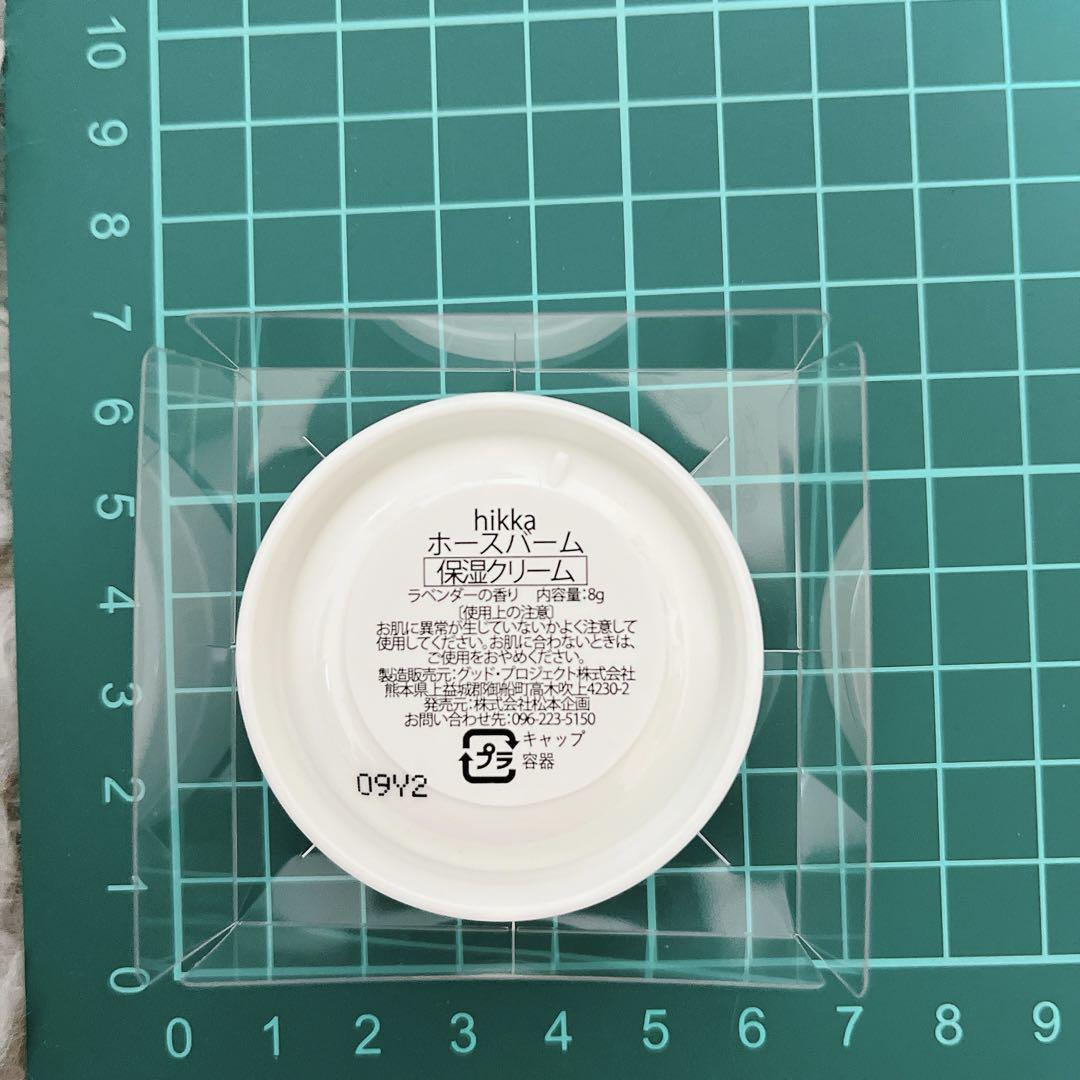 10
9
8
7
6
5
4
3
2
1
0
hikka
ホースバーム
保湿クリーム
ラベンダーの香り 内容量:8g
〔使用上の注意〕
お肌に異常が生じていないかよく注意して
使用してください。お肌に合わないときは、
ご使用をおやめください。
製造販売元:グッド・プロジェクト株式会社
熊本県上益城郡御船町高木吹上4230-2
発売元:株式会社松本企画
お問い合わせ先:096-223-5150
プラ キャップ
容器
09Y2
0 1 2 3 4 5 6 7 8 9